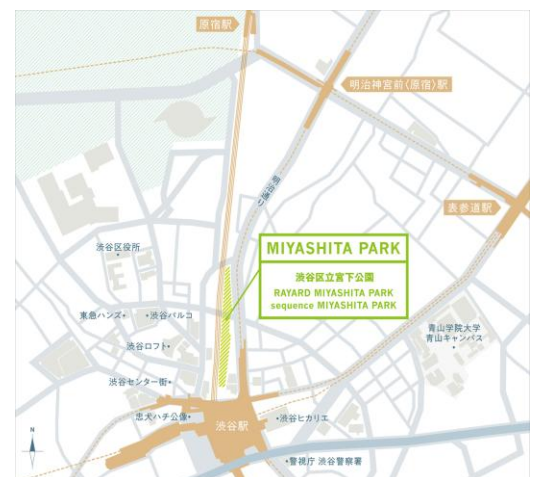 原宿駅
明治神宮前〈原宿〉駅
明治通り
表参道駅
MIYASHITA PARK
渋谷区立宮下公園
RAYARD MIYASHITA PARK
sequence MIYASHITA PARK
渋谷区役所
東急ハンズ
渋谷パルコ
渋谷ロフト
青山学院大学
青山キャンパス
渋谷センター街
忠犬ハチ公像
渋谷駅
渋谷ヒカリエ
N
警視庁 渋谷警察署